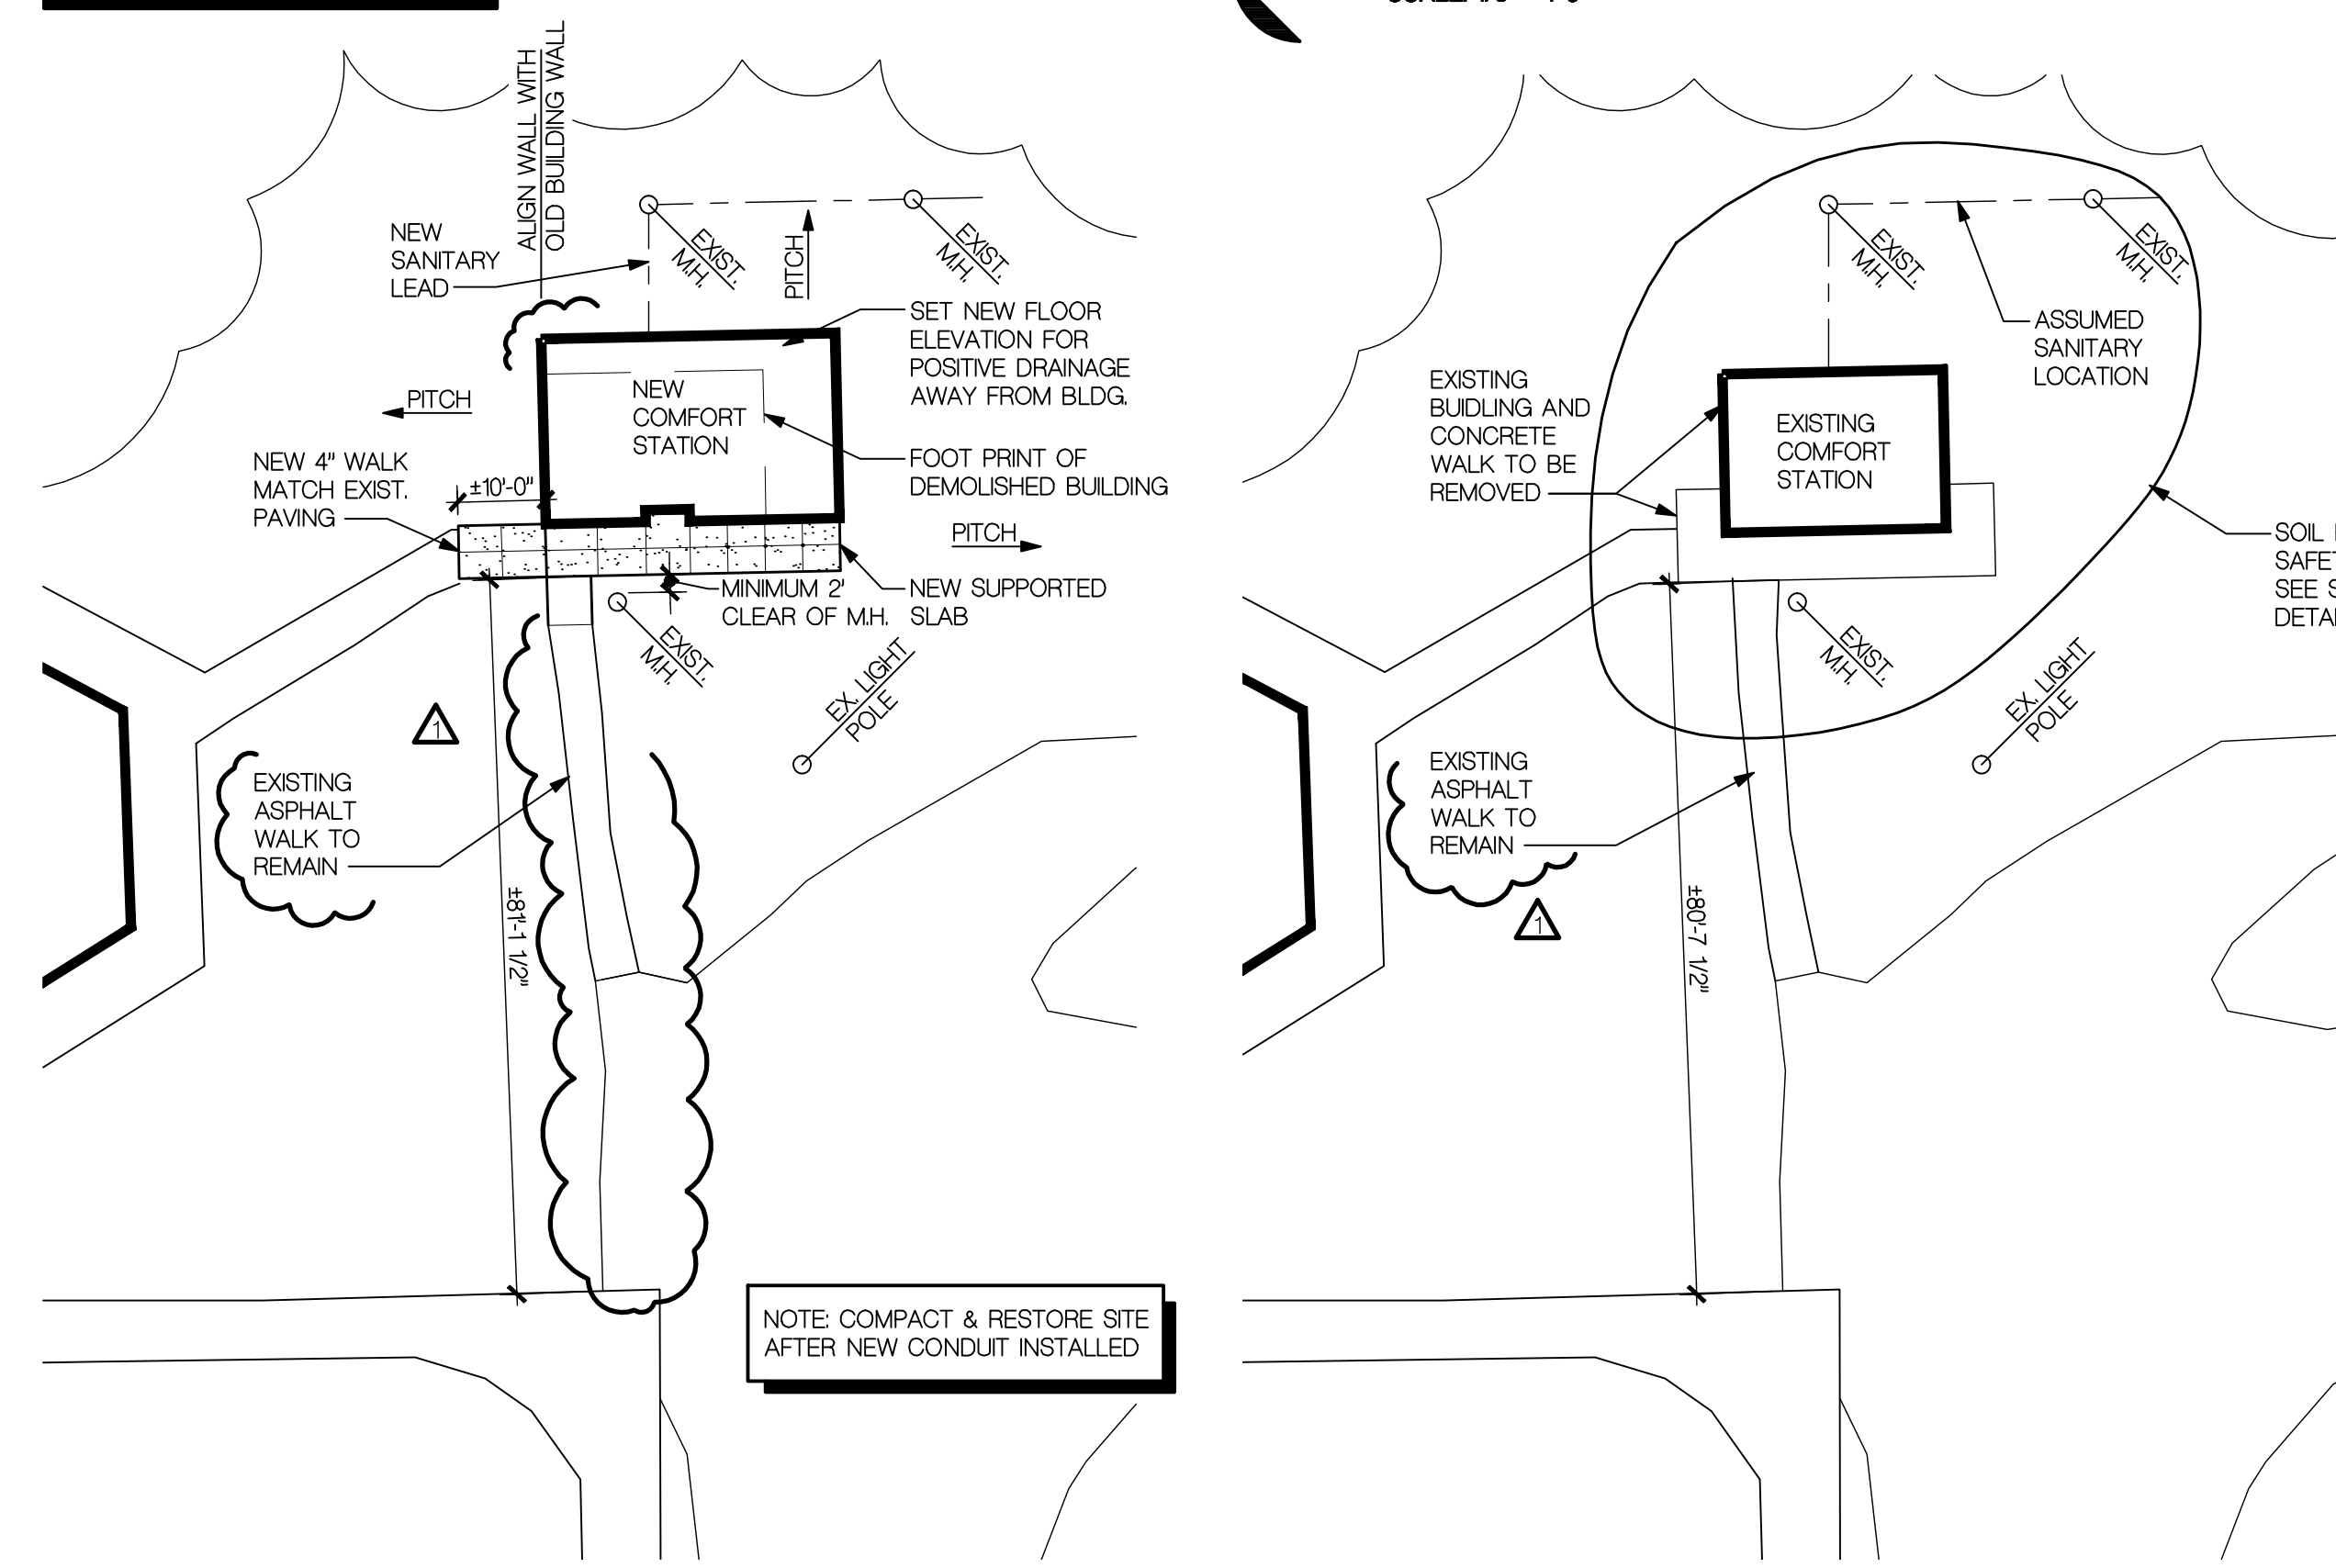 ALIGN WALL WITH
OLD BUILDING WALL
NEW
SANITARY
LEAD
EXIST.
M.H.
PITCH
EXIST.
M.H.
SET NEW FLOOR
ELEVATION FOR
POSITIVE DRAINAGE
AWAY FROM BLDG.
PITCH
NEW
COMFORT
STATION
FOOT PRINT OF
DEMOLISHED BUILDING
NEW 4" WALK
MATCH EXIST.
PAVING
±10'-0"
PITCH
MINIMUM 2'
CLEAR OF M.H.
NEW SUPPORTED
SLAB
EXIST.
M.H.
EX. LIGHT
POLE
1
EXISTING
ASPHALT
WALK TO
REMAIN
±81'-1 1/2"
NOTE: COMPACT & RESTORE SITE
AFTER NEW CONDUIT INSTALLED
EXIST.
M.H.
EXIST.
M.H.
ASSUMED
SANITARY
LOCATION
EXISTING
BUIDLING AND
CONCRETE
WALK TO BE
REMOVED
EXISTING
COMFORT
STATION
SOIL
SAFE
SEE S
DETA
EXIST.
M.H.
EX. LIGHT
POLE
EXISTING
ASPHALT
WALK TO
REMAIN
1
±80'-7 1/2"